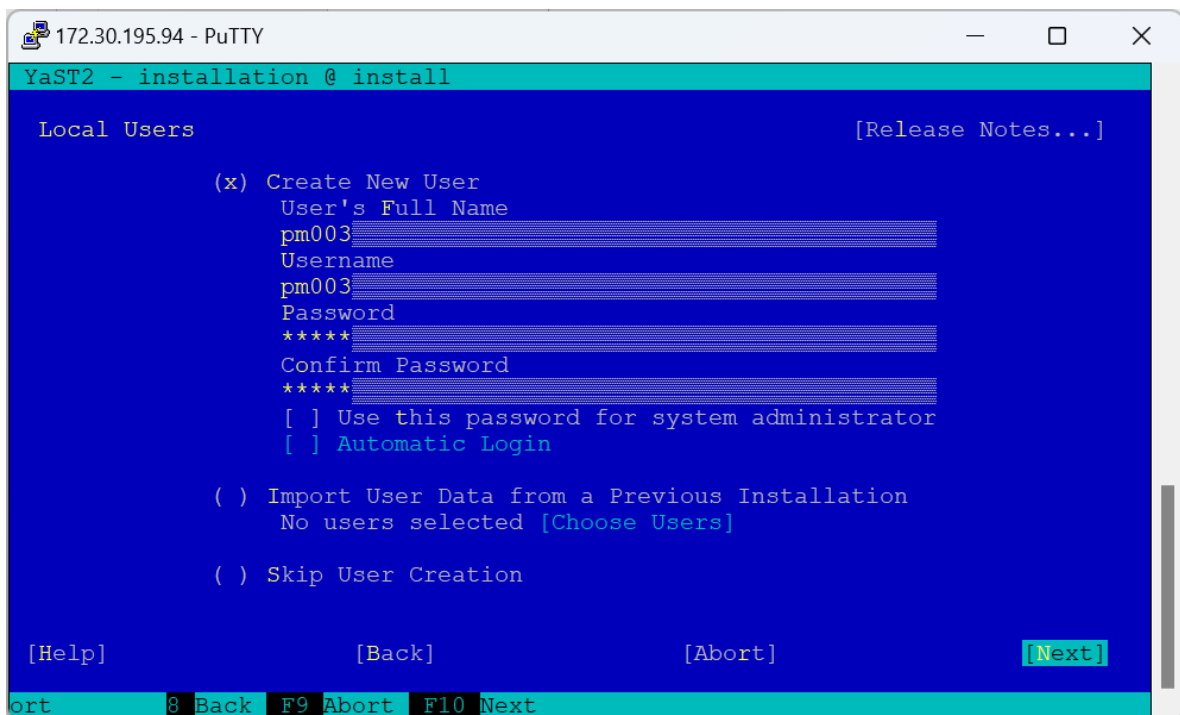 172.30.195.94 - PuTTY
YaST2 - installation @ install
Local Users [Release Notes...]
(x) Create New User
User's Full Name
pm003
Username
pm003
Password
*****
Confirm Password
*****
[ ] Use this password for system administrator
[ ] Automatic Login
( ) Import User Data from a Previous Installation
No users selected [Choose Users]
( ) Skip User Creation
[Help] [Back] [Abort] [Next]
ort 8 Back F9 Abort F10 Next